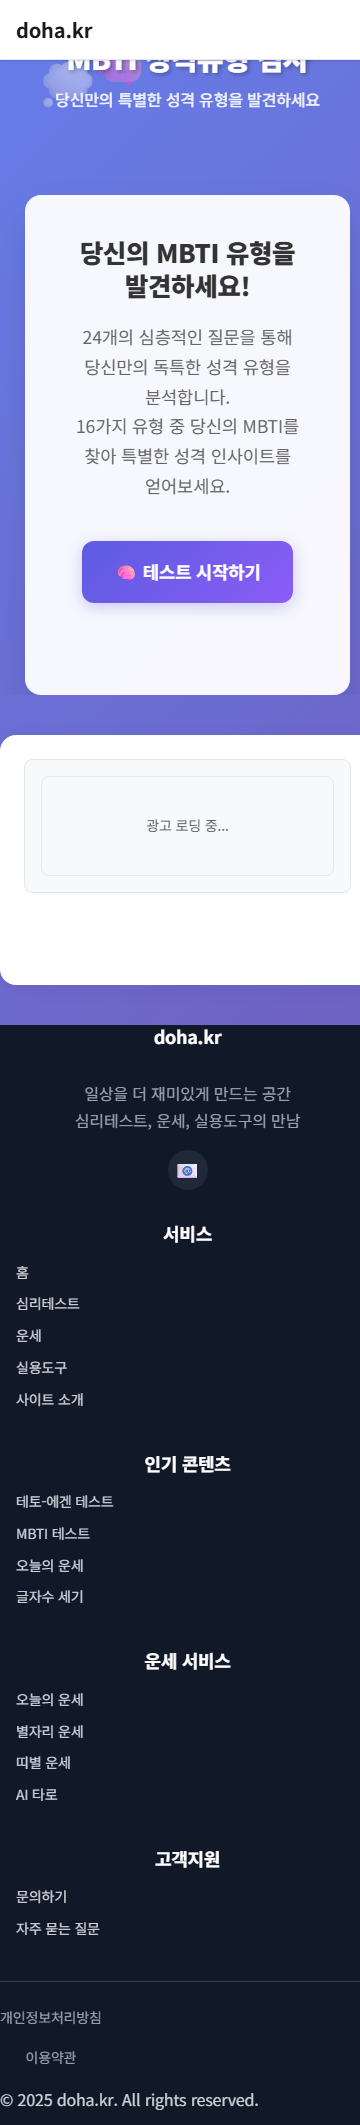 doha.kr
MBTI 성격유형 검사
당신만의 특별한 성격 유형을 발견하세요
당신의 MBTI 유형을
발견하세요!
24개의 심층적인 질문을 통해
당신만의 독특한 성격 유형을
분석합니다.
16가지 유형 중 당신의 MBTI를
찾아 특별한 성격 인사이트를
얻어보세요.
테스트 시작하기
광고 로딩 중...
doha.kr
일상을 더 재미있게 만드는 공간
심리테스트, 운세, 실용도구의 만남
서비스
홈
심리테스트
운세
실용도구
사이트 소개
인기 콘텐츠
테토-에겐 테스트
MBTI 테스트
오늘의 운세
글자수 세기
운세 서비스
오늘의 운세
별자리 운세
띠별 운세
AI 타로
고객지원
문의하기
자주 묻는 질문
개인정보처리방침
이용약관
© 2025 doha.kr. All rights reserved.